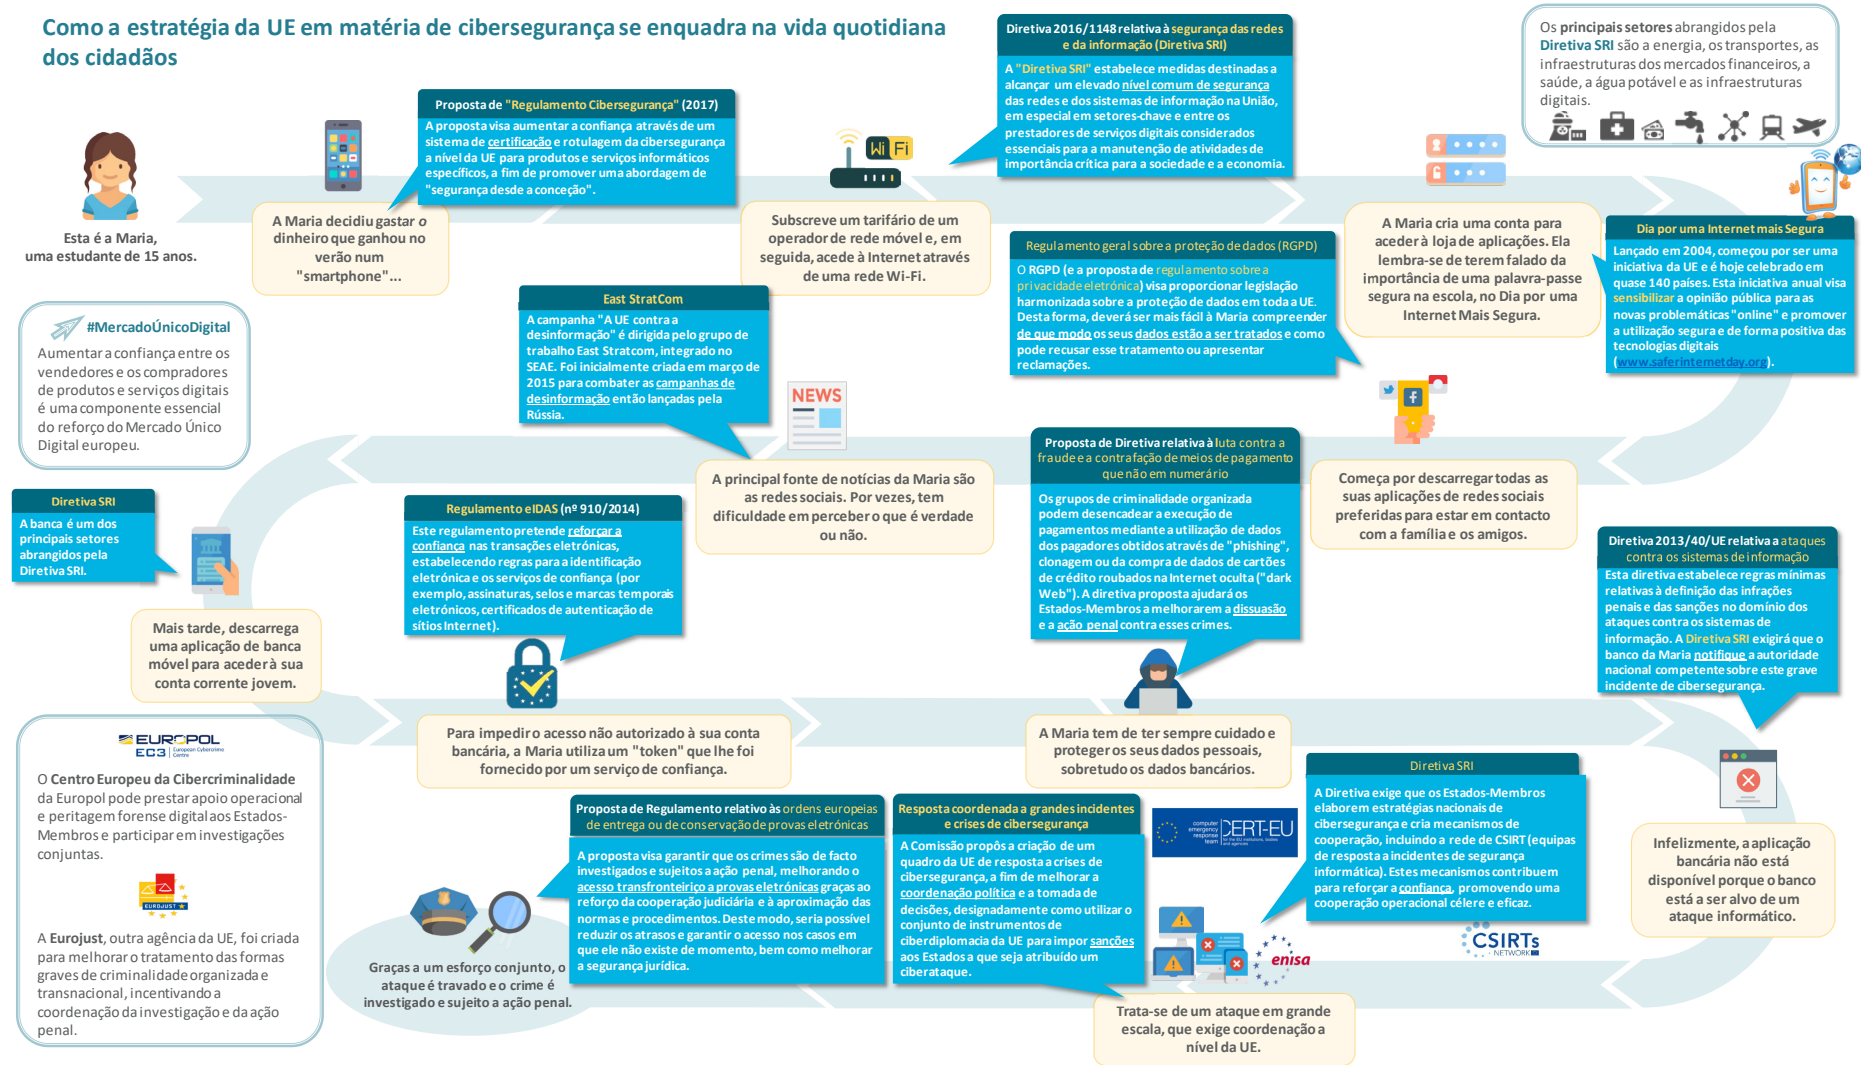 Como a estratégia da UE em matéria de cibersegurança se enquadra na vida quotidiana
dos cidadãos
Esta é a Maria,
uma estudante de 15 anos.
A Maria decidiu gastar o
dinheiro que ganhou no
verão num
"smartphone"...
Proposta de "Regulamento Cibersegurança" (2017)
A proposta visa aumentar a confiança através de um
sistema de certificação e rotulagem da cibersegurança
a nível da UE para produtos e serviços informáticos
específicos, a fim de promover uma abordagem de
"segurança desde a conceção".
Wi Fi
Subscreve um tarifário de um
operador de rede móvel e, em
seguida, acede à Internet através
de uma rede Wi-Fi.
Diretiva 2016/1148 relativa à segurança das redes
e da informação (Diretiva SRI)
A "Diretiva SRI" estabelece medidas destinadas a
alcançar um elevado nível comum de segurança
das redes e dos sistemas de informação na União,
em especial em setores-chave e entre os
prestadores de serviços digitais considerados
essenciais para a manutenção de atividades de
importância crítica para a sociedade e a economia.
Os principais setores abrangidos pela
Diretiva SRI são a energia, os transportes, as
infraestruturas dos mercados financeiros, a
saúde, a água potável e as infraestruturas
digitais.
A Maria cria uma conta para
aceder à loja de aplicações. Ela
lembra-se de terem falado da
importância de uma palavra-passe
segura na escola, no Dia por uma
Internet Mais Segura.
Dia por uma Internet mais Segura
Lançado em 2004, começou por ser uma
iniciativa da UE e é hoje celebrado em
quase 140 países. Esta iniciativa anual visa
sensibilizar a opinião pública para as
novas problemáticas "online" e promover
a utilização segura e de forma positiva das
tecnologias digitais
(www.saferinternetday.org).
Regulamento geral sobre a proteção de dados (RGPD)
O RGPD (e a proposta de regulamento sobre a
privacidade eletrónica) visa proporcionar legislação
harmonizada sobre a proteção de dados em toda a UE.
Desta forma, deverá ser mais fácil à Maria compreender
de que modo os seus dados estão a ser tratados e como
pode recusar esse tratamento ou apresentar
reclamações.
Começa por descarregar todas as
suas aplicações de redes sociais
preferidas para estar em contacto
com a família e os amigos.
East StratCom
A campanha "A UE contra a
desinformação" é dirigida pelo grupo de
trabalho East Stratcom, integrado no
SEAE. Foi inicialmente criada em março de
2015 para combater as campanhas de
desinformação então lançadas pela
Rússia.
NEWS
A principal fonte de notícias da Maria são
as redes sociais. Por vezes, tem
dificuldade em perceber o que é verdade
ou não.
#MercadoÚnicoDigital
Aumentar a confiança entre os
vendedores e os compradores
de produtos e serviços digitais
é uma componente essencial
do reforço do Mercado Único
Digital europeu.
Diretiva SRI
A banca é um dos
principais setores
abrangidos pela
Diretiva SRI.
Mais tarde, descarrega
uma aplicação de banca
móvel para aceder à sua
conta corrente jovem.
Regulamento eIDAS (nº 910/2014)
Este regulamento pretende reforçar a
confiança nas transações eletrónicas,
estabelecendo regras para a identificação
eletrónica e os serviços de confiança (por
exemplo, assinaturas, selos e marcas temporais
eletrónicos, certificados de autenticação de
sítios Internet).
Para impedir o acesso não autorizado à sua conta
bancária, a Maria utiliza um "token" que lhe foi
fornecido por um serviço de confiança.
Proposta de Diretiva relativa à luta contra a
fraude e a contrafação de meios de pagamento
que não em numerário
Os grupos de criminalidade organizada
podem desencadear a execução de
pagamentos mediante a utilização de dados
dos pagadores obtidos através de "phishing",
clonagem ou da compra de dados de cartões
de crédito roubados na Internet oculta ("dark
Web"). A diretiva proposta ajudará os
Estados-Membros a melhorarem a dissuasão
e a ação penal contra esses crimes.
A Maria tem de ter sempre cuidado e
proteger os seus dados pessoais,
sobretudo os dados bancários.
Diretiva 2013/40/UE relativa a ataques
contra os sistemas de informação
Esta diretiva estabelece regras mínimas
relativas à definição das infrações
penais e das sanções no domínio dos
ataques contra os sistemas de
informação. A Diretiva SRI exigirá que o
banco da Maria notifique a autoridade
nacional competente sobre este grave
incidente de cibersegurança.
Infelizmente, a aplicação
bancária não está
disponível porque o banco
está a ser alvo de um
ataque informático.
Diretiva SRI
A Diretiva exige que os Estados-Membros
elaborem estratégias nacionais de
cibersegurança e cria mecanismos de
cooperação, incluindo a rede de CSIRT (equipas
de resposta a incidentes de segurança
informática). Estes mecanismos contribuem
para reforçar a confiança, promovendo uma
cooperação operacional célere e eficaz.
CSIRTs
NETWORK
computer
emergency
response
team
CERT-EU
for the EU institutions, bodies
and agencies
enisa
Trata-se de um ataque em grande
escala, que exige coordenação a
nível da UE.
Resposta coordenada a grandes incidentes
e crises de cibersegurança
A Comissão propôs a criação de um
quadro da UE de resposta a crises de
cibersegurança, a fim de melhorar a
coordenação política e a tomada de
decisões, designadamente como utilizar o
conjunto de instrumentos de
ciberdiplomacia da UE para impor sanções
aos Estados a que seja atribuído um
ciberataque.
Proposta de Regulamento relativo às ordens europeias
de entrega ou de conservação de provas eletrónicas
A proposta visa garantir que os crimes são de facto
investigados e sujeitos a ação penal, melhorando o
acesso transfronteiriço a provas eletrónicas graças ao
reforço da cooperação judiciária e à aproximação das
normas e procedimentos. Deste modo, seria possível
reduzir os atrasos e garantir o acesso nos casos em
que ele não existe de momento, bem como melhorar
a segurança jurídica.
Graças a um esforço conjunto, o
ataque é travado e o crime é
investigado e sujeito a ação penal.
EUROPOL
EC3 European Cybercrime
Centre
O Centro Europeu da Cibercriminalidade
da Europol pode prestar apoio operacional
e peritagem forense digital aos Estados-
Membros e participar em investigações
conjuntas.
EUROJUST
A Eurojust, outra agência da UE, foi criada
para melhorar o tratamento das formas
graves de criminalidade organizada e
transnacional, incentivando a
coordenação da investigação e da ação
penal.